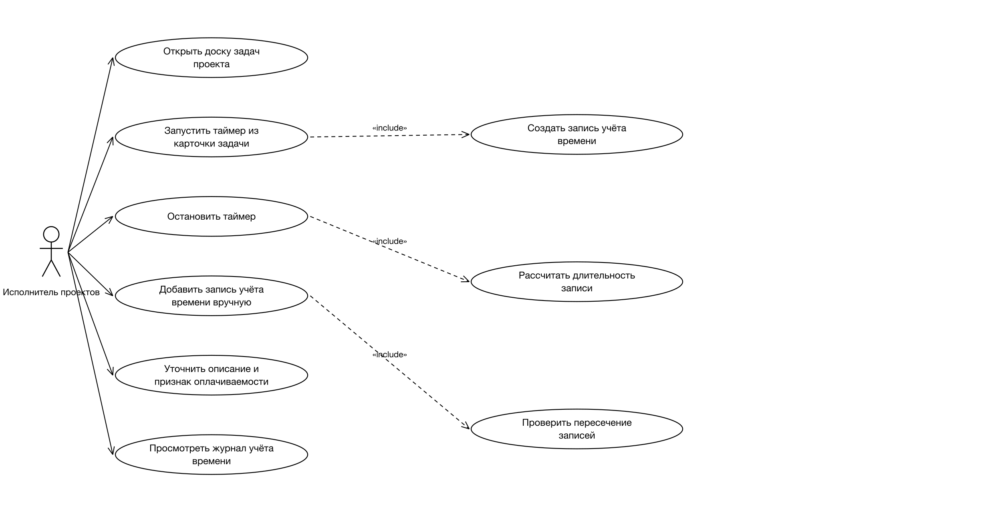 Открыть доску задач
проекта
Запустить таймер из
карточки задачи
«include»
Создать запись учёта
времени
Остановить таймер
«include»
Рассчитать длительность
записи
Исполнитель проектов
Добавить запись учёта
времени вручную
«include»
Уточнить описание и
признак оплачиваемости
Проверить пересечение
записей
Просмотреть журнал учёта
времени